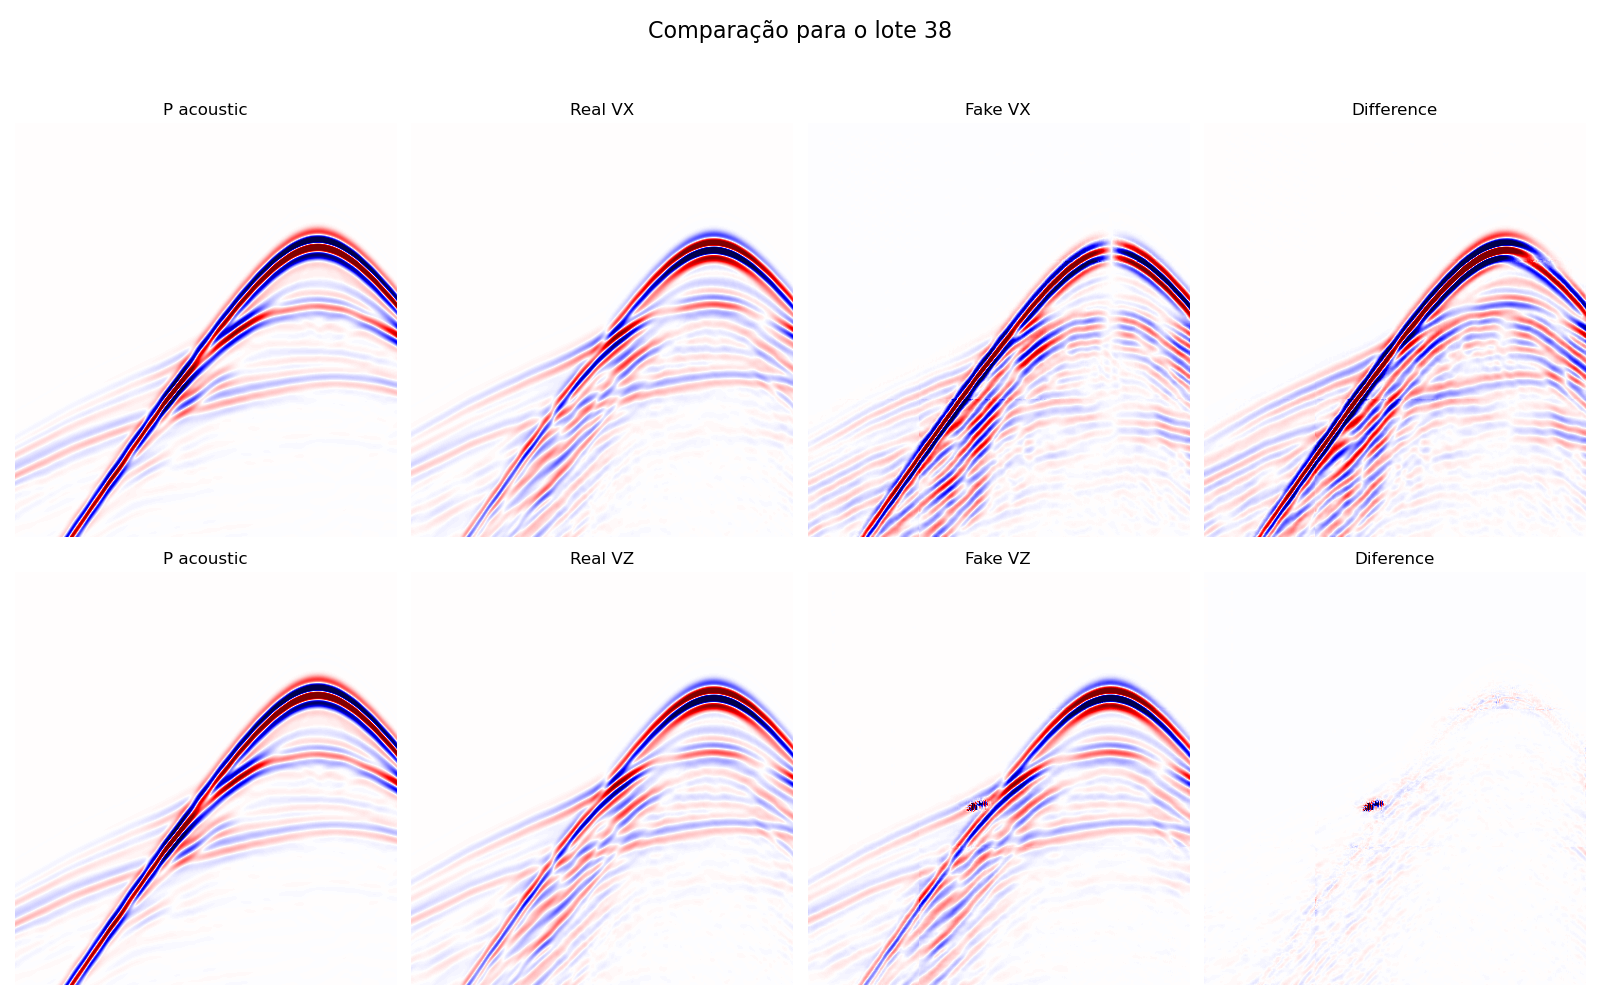 Comparação para o lote 38
P acoustic
Real VX
Fake VX
Difference
P acoustic
Real VZ
Fake VZ
Diference